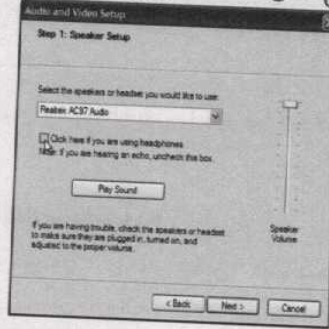 Audio and Video Setup
Step 1: Speaker Setup
Select the speakers or headset you would like to use:
Realtek AC97 Audio
Click here if you are using headphones.
Note: If you are hearing an echo, uncheck this box.
Play Sound
If you are having trouble, check the speakers or headset
to make sure they are plugged in, turned on, and
adjusted to the proper volume.
Speaker
Volume
< Back
Next >
Cancel